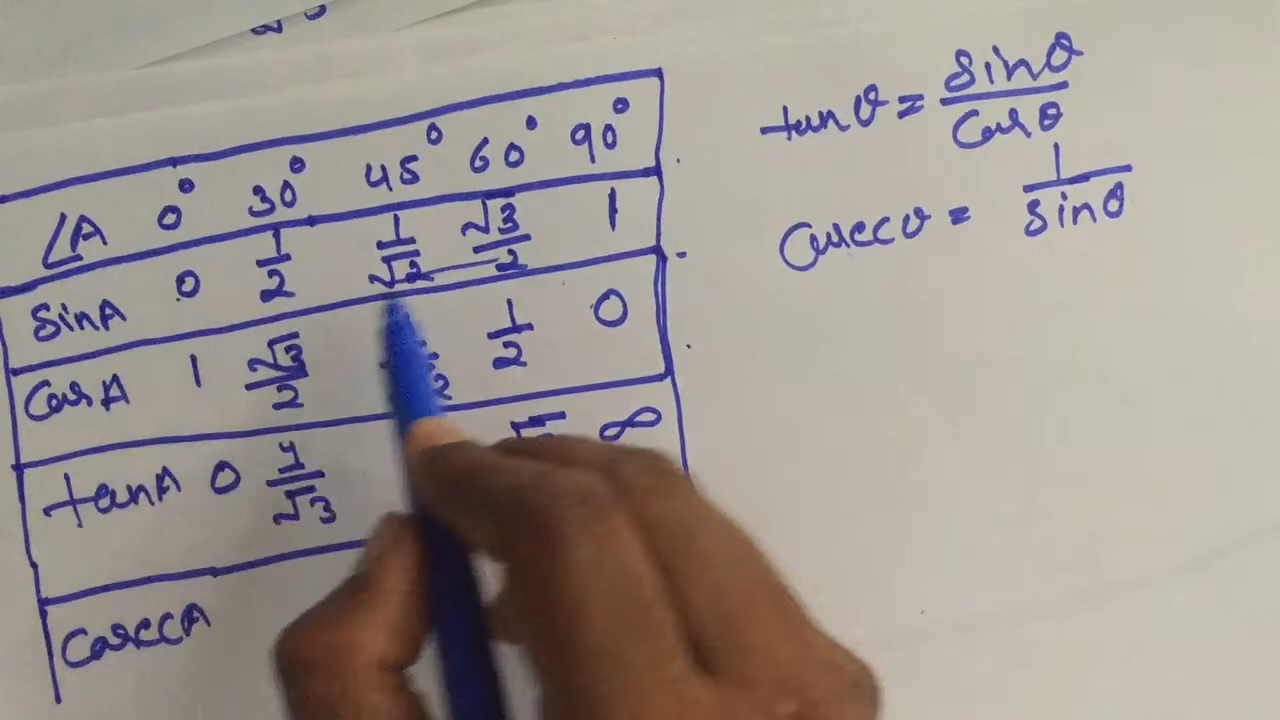 ∠A 0° 30° 45° 60° 90°
sinA 0 1/2 1/√2 √3/2 1
cosA 1 √3/2 1/2 0
tanA 0 1/√3 ∞
cosecA
tanθ = sinθ/cosθ
cosecθ = 1/sinθ